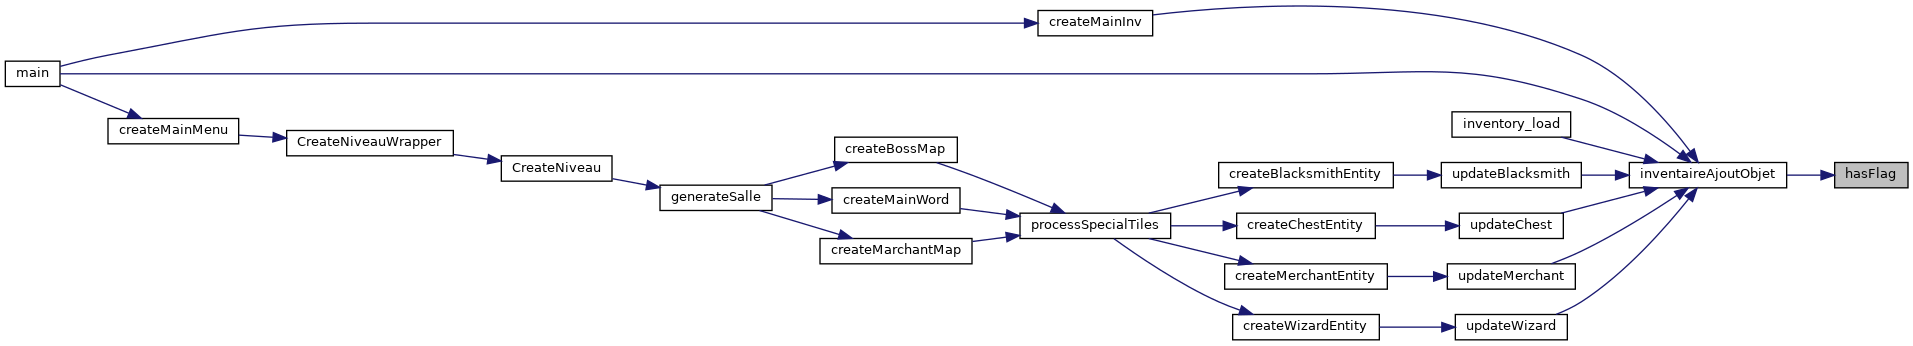 main
createMainInv
createMainMenu
CreateNiveauWrapper
CreateNiveau
generateSalle
createBossMap
createMainWord
createMarchantMap
processSpecialTiles
createBlacksmithEntity
createChestEntity
createMerchantEntity
createWizardEntity
inventory_load
updateBlacksmith
updateChest
updateMerchant
updateWizard
inventaireAjoutObjet
hasFlag